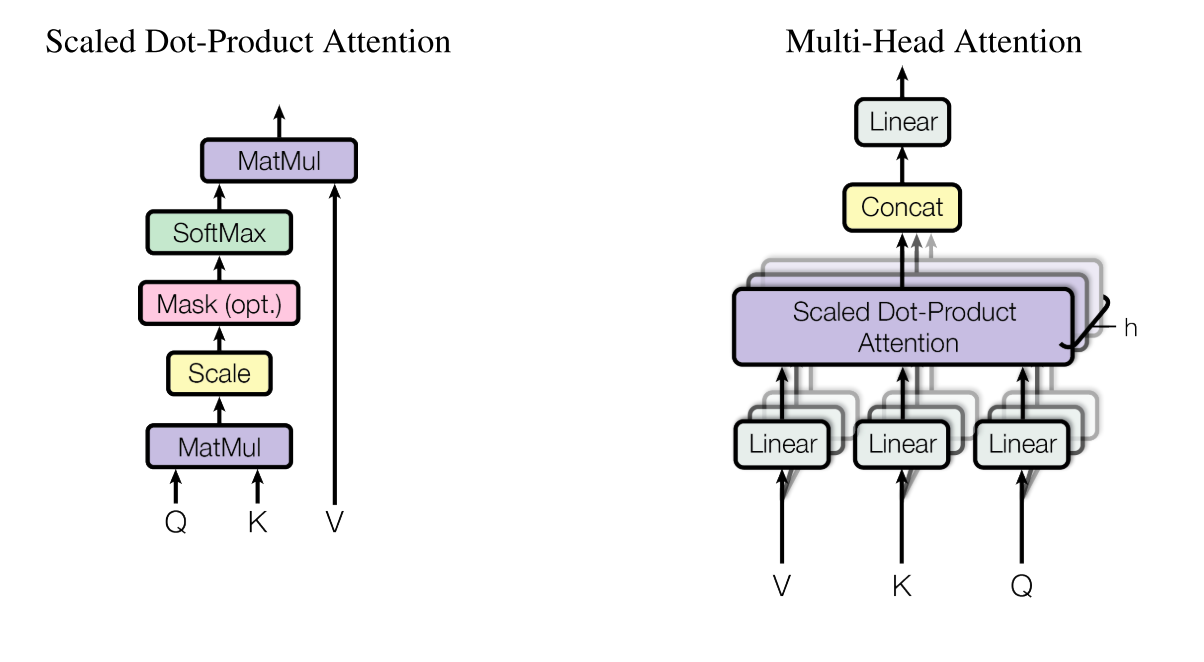 Scaled Dot-Product Attention
MatMul
SoftMax
Mask (opt.)
Scale
MatMul
Q K V
Multi-Head Attention
Linear
Concat
Scaled Dot-Product
Attention
h
Linear Linear Linear
V K Q